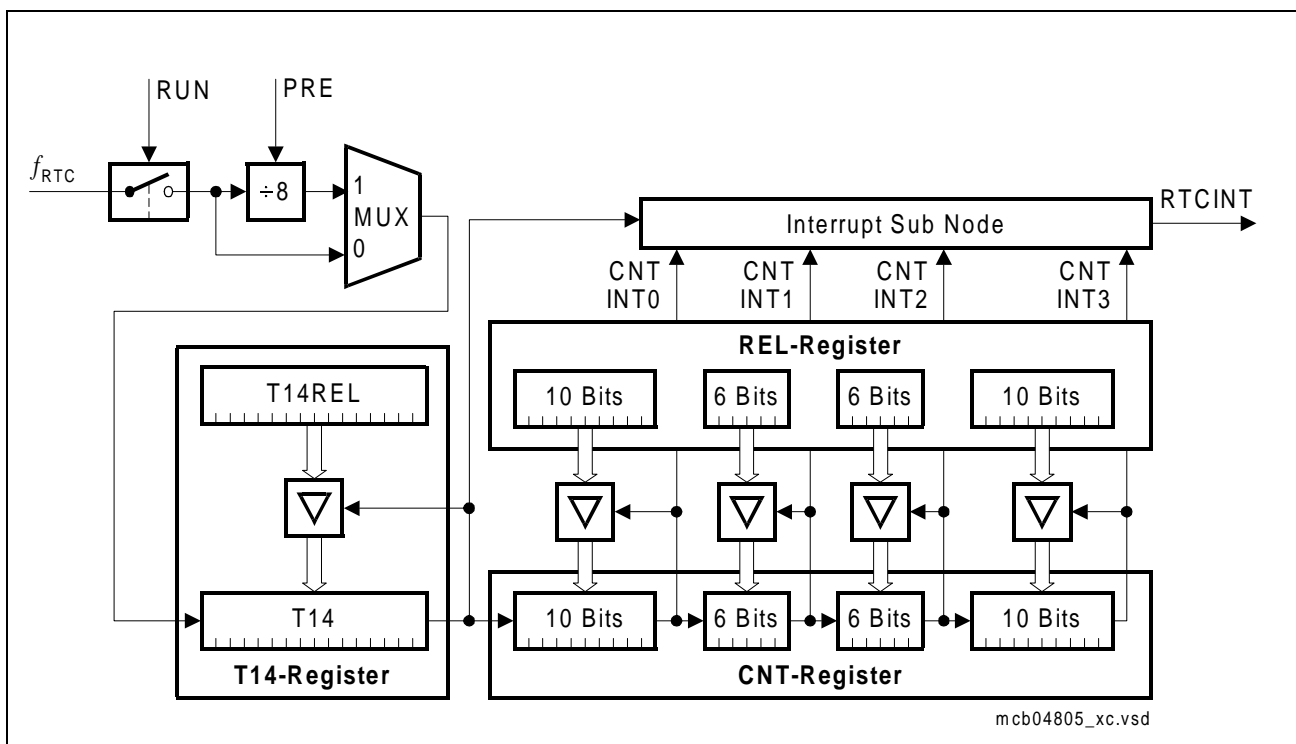 RUN
PRE
fRTC
÷8
1
MUX
0
RTCINT
Interrupt Sub Node
CNT INT0
CNT INT1
CNT INT2
CNT INT3
REL-Register
T14REL
10 Bits
6 Bits
6 Bits
10 Bits
T14
10 Bits
6 Bits
6 Bits
10 Bits
T14-Register
CNT-Register
mcb04805_xc.vsd